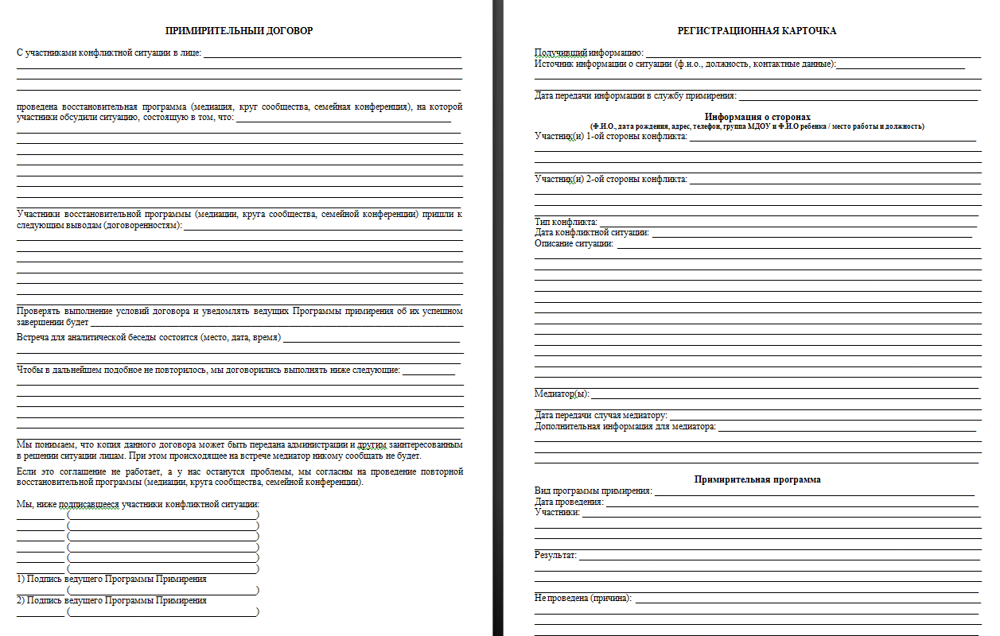 ПРИМИРИТЕЛЬНЫЙ ДОГОВОР
С участниками конфликтной ситуации в лице:
проведена восстановительная программа (медиация, круг сообщества, семейная конференция), на которой
участники обсудили ситуацию, состоящую в том, что:
Участники восстановительной программы (медиации, круга сообщества, семейной конференции) пришли к
следующим выводам (договоренностям):
Проверять выполнение условий договора и уведомлять ведущих Программы примирения об их успешном
завершении будет
Встреча для аналитической беседы состоится (место, дата, время)
Чтобы в дальнейшем подобное не повторилось, мы договорились выполнять ниже следующие:
Мы понимаем, что копия данного договора может быть передана администрации и другим заинтересованным
в решении ситуации лицам. При этом происходящее на встрече медиатор никому сообщать не будет.
Если это соглашение не работает, а у нас останутся проблемы, мы согласны на проведение повторной
восстановительной программы (медиации, круга сообщества, семейной конференции).
Мы, ниже подписавшееся участники конфликтной ситуации:
( )
( )
( )
( )
( )
( )
1) Подпись ведущего Программы Примирения
( )
2) Подпись ведущего Программы Примирения
( )
РЕГИСТРАЦИОННАЯ КАРТОЧКА
Получивший информацию:
Источник информации о ситуации (ф.и.о., должность, контактные данные):
Дата передачи информации в службу примирения:
Информация о сторонах
(Ф.И.О., дата рождения, адрес, телефон, группа МДОУ и Ф.И.О ребенка / место работы и должность)
Участник(и) 1-ой стороны конфликта:
Участник(и) 2-ой стороны конфликта:
Тип конфликта:
Дата конфликтной ситуации:
Описание ситуации:
Медиатор(ы):
Дата передачи случая медиатору:
Дополнительная информация для медиатора:
Примирительная программа
Вид программы примирения:
Дата проведения:
Участники:
Результат:
Не проведена (причина):